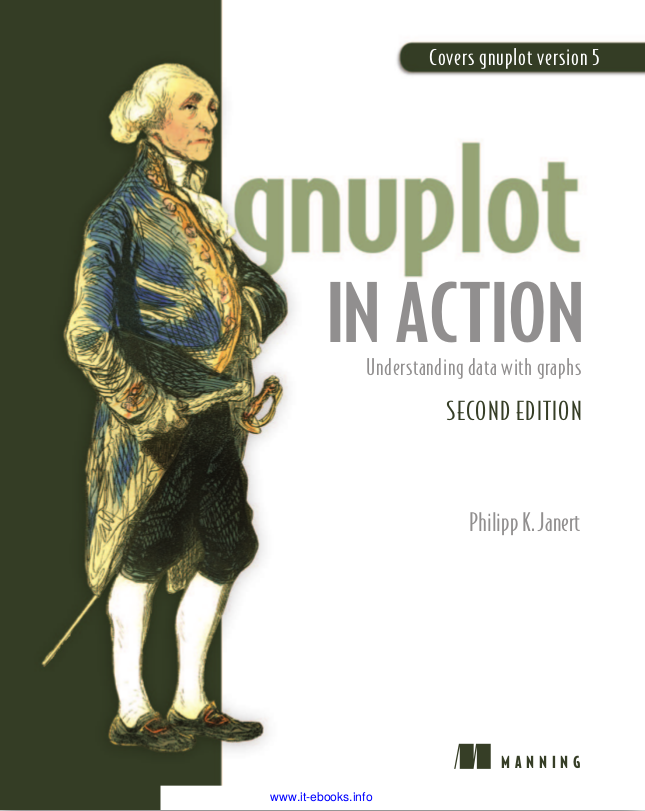 Covers gnuplot version 5
gnuplot
IN ACTION
Understanding data with graphs
SECOND EDITION
Philipp K. Janert
MANNING
www.it-ebooks.info